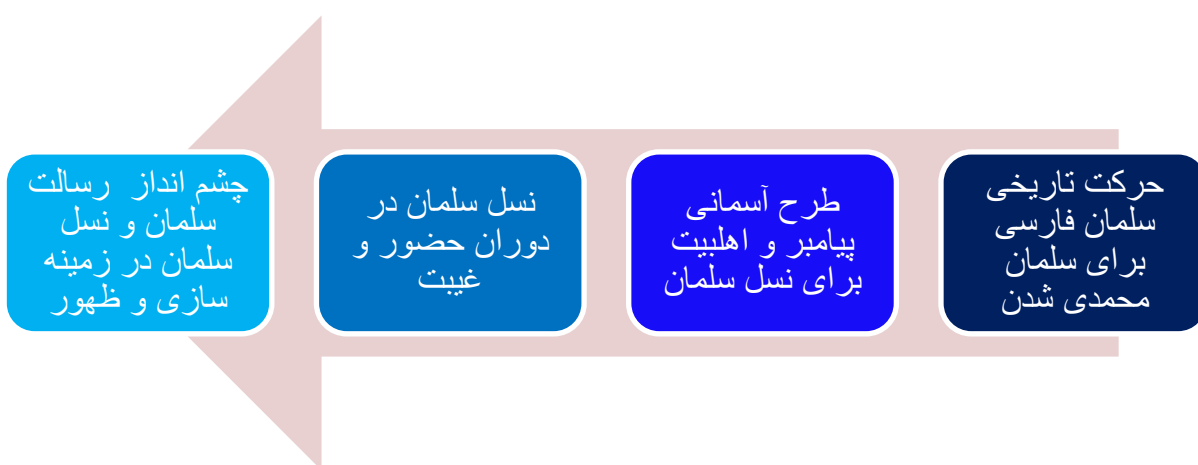 حرکت تاریخی
سلمان فارسی
برای سلمان
محمدی شدن
طرح آسمانی
پیامبر و اهلبیت
برای نسل سلمان
نسل سلمان در
دوران حضور و
غیبت
چشم انداز رسالت
سلمان و نسل
سلمان در زمینه
سازی و ظهور